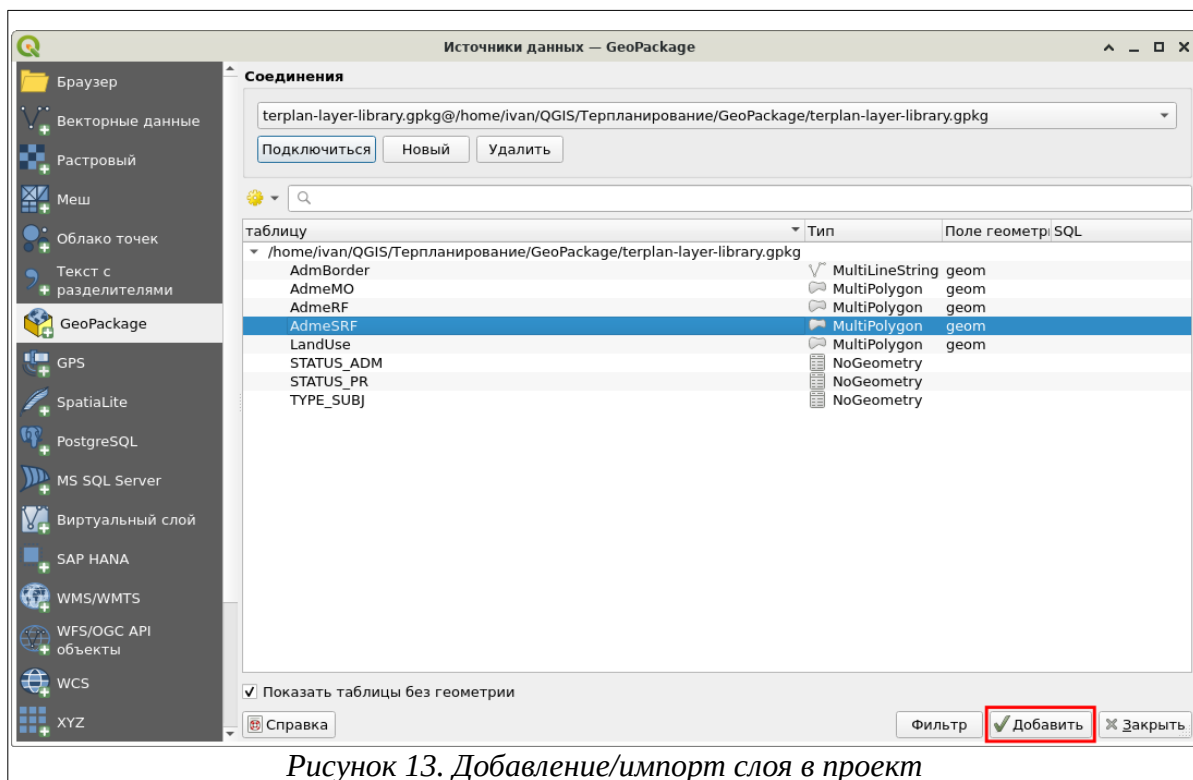 Источники данных — GeoPackage
Браузер
Векторные данные
Растровый
Меш
Облако точек
Текст с
разделителями
GeoPackage
GPS
SpatiaLite
PostgreSQL
MS SQL Server
Виртуальный слой
SAP HANA
WMS/WMTS
WFS/OGC API
объекты
WCS
XYZ
Соединения
terplan-layer-library.gpkg@/home/ivan/QGIS/Терпланирование/GeoPackage/terplan-layer-library.gpkg
Подключиться Новый Удалить
таблицу Тип Поле геометрı SQL
/home/ivan/QGIS/Терпланирование/GeoPackage/terplan-layer-library.gpkg
AdmBorder MultiLineString geom
AdmeMO MultiPolygon geom
AdmeRF MultiPolygon geom
AdmeSRF MultiPolygon geom
LandUse MultiPolygon geom
STATUS_ADM NoGeometry
STATUS_PR NoGeometry
TYPE_SUBJ NoGeometry
Показать таблицы без геометрии
Справка Фильтр Добавить Закрыть
Рисунок 13. Добавление/импорт слоя в проект